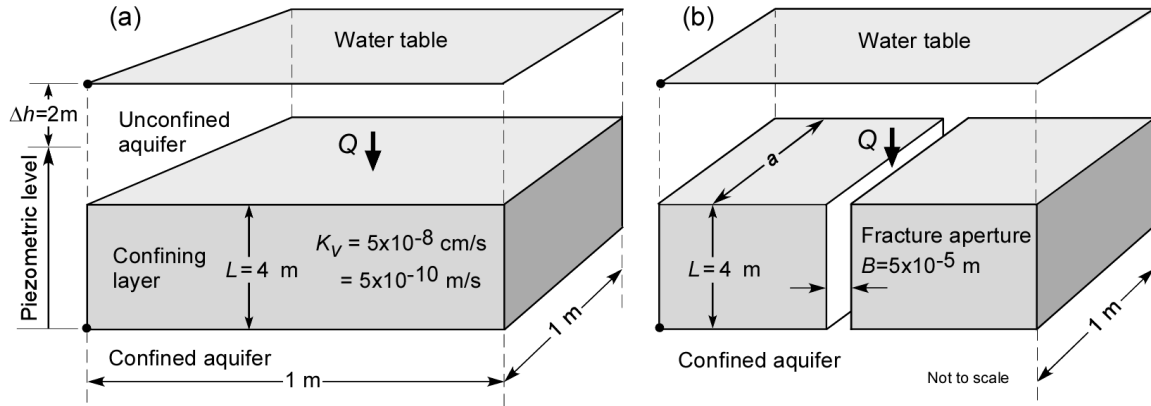 (a)
Water table
Δh=2m
Unconfined
aquifer
Q
Piezometric level
Confining
layer
L= 4 m
K_V = 5x10^-8 cm/s
= 5x10^-10 m/s
1 m
Confined aquifer
1 m
(b)
Water table
a
Q
L= 4 m
Fracture aperture
B=5x10^-5 m
1 m
Confined aquifer
Not to scale